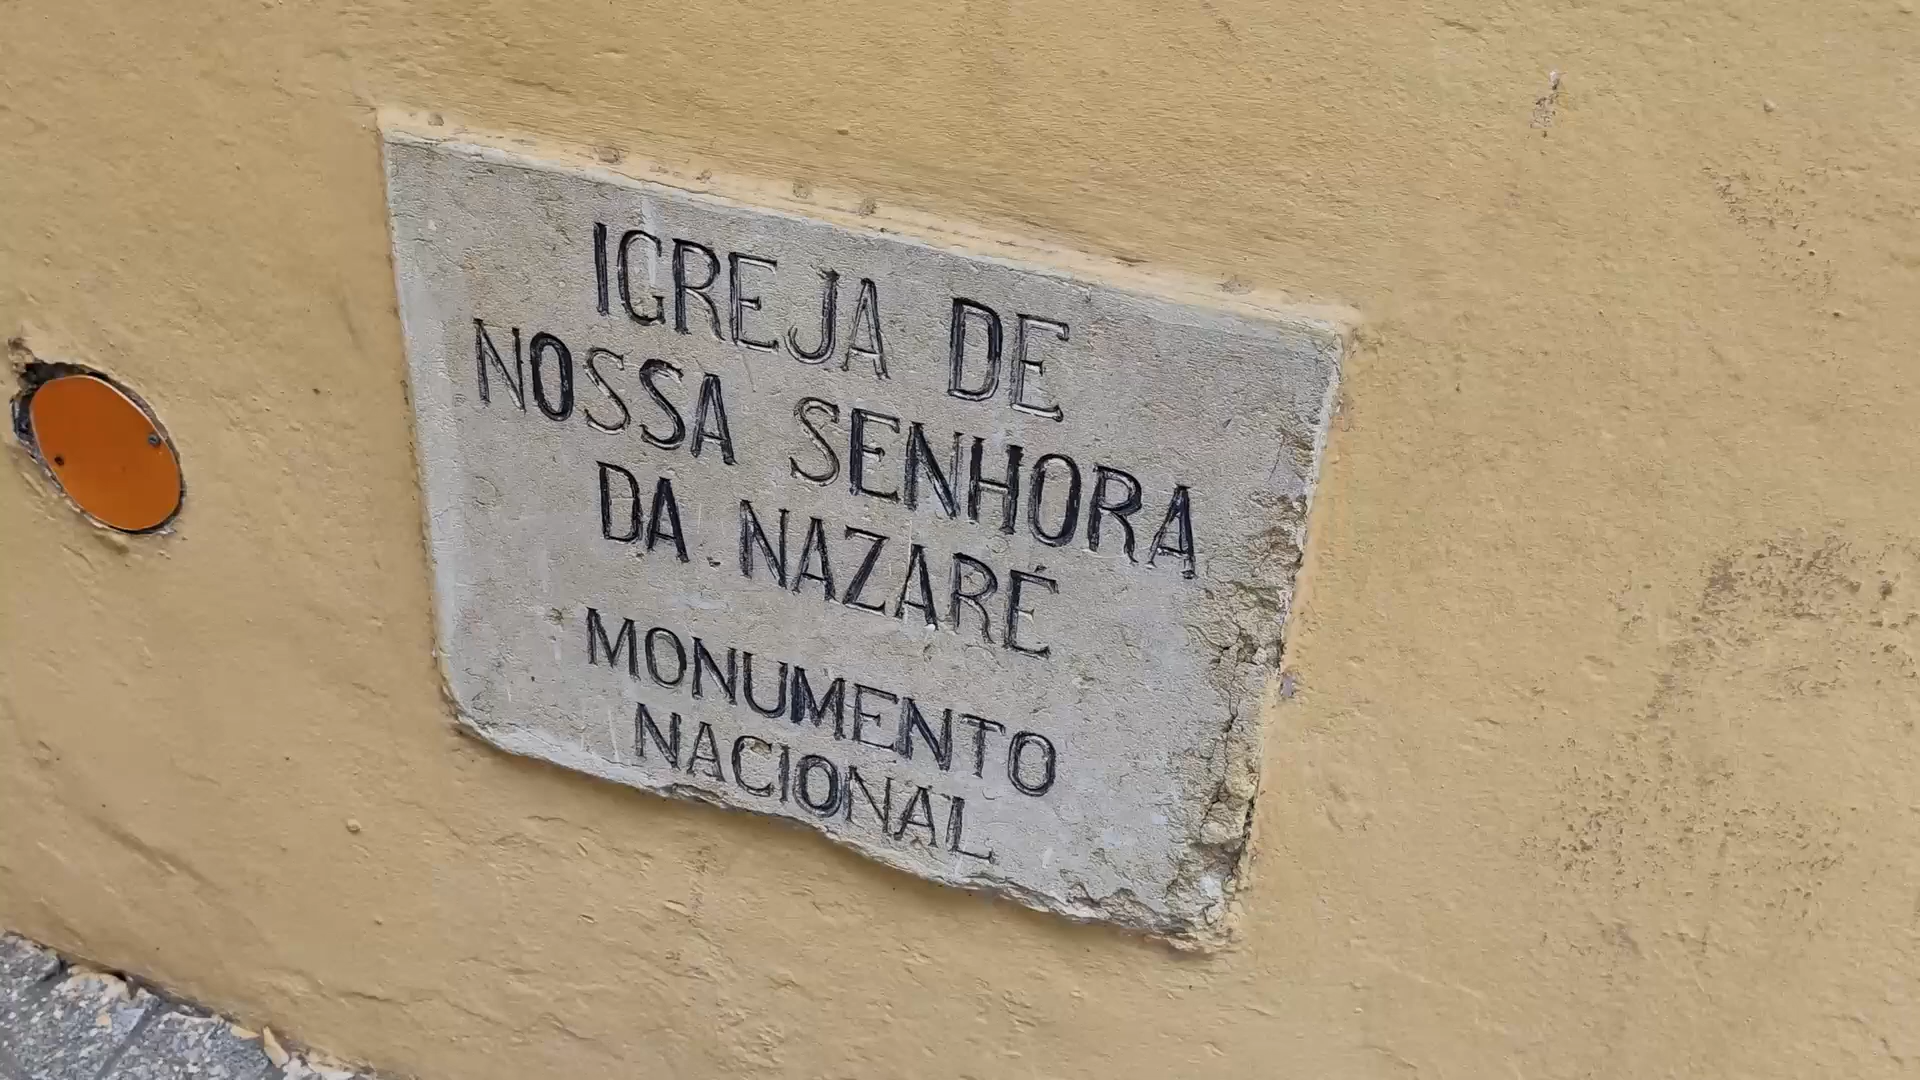 IGREJA DE
NOSSA SENHORA
DA NAZARÉ
MONUMENTO
NACIONAL